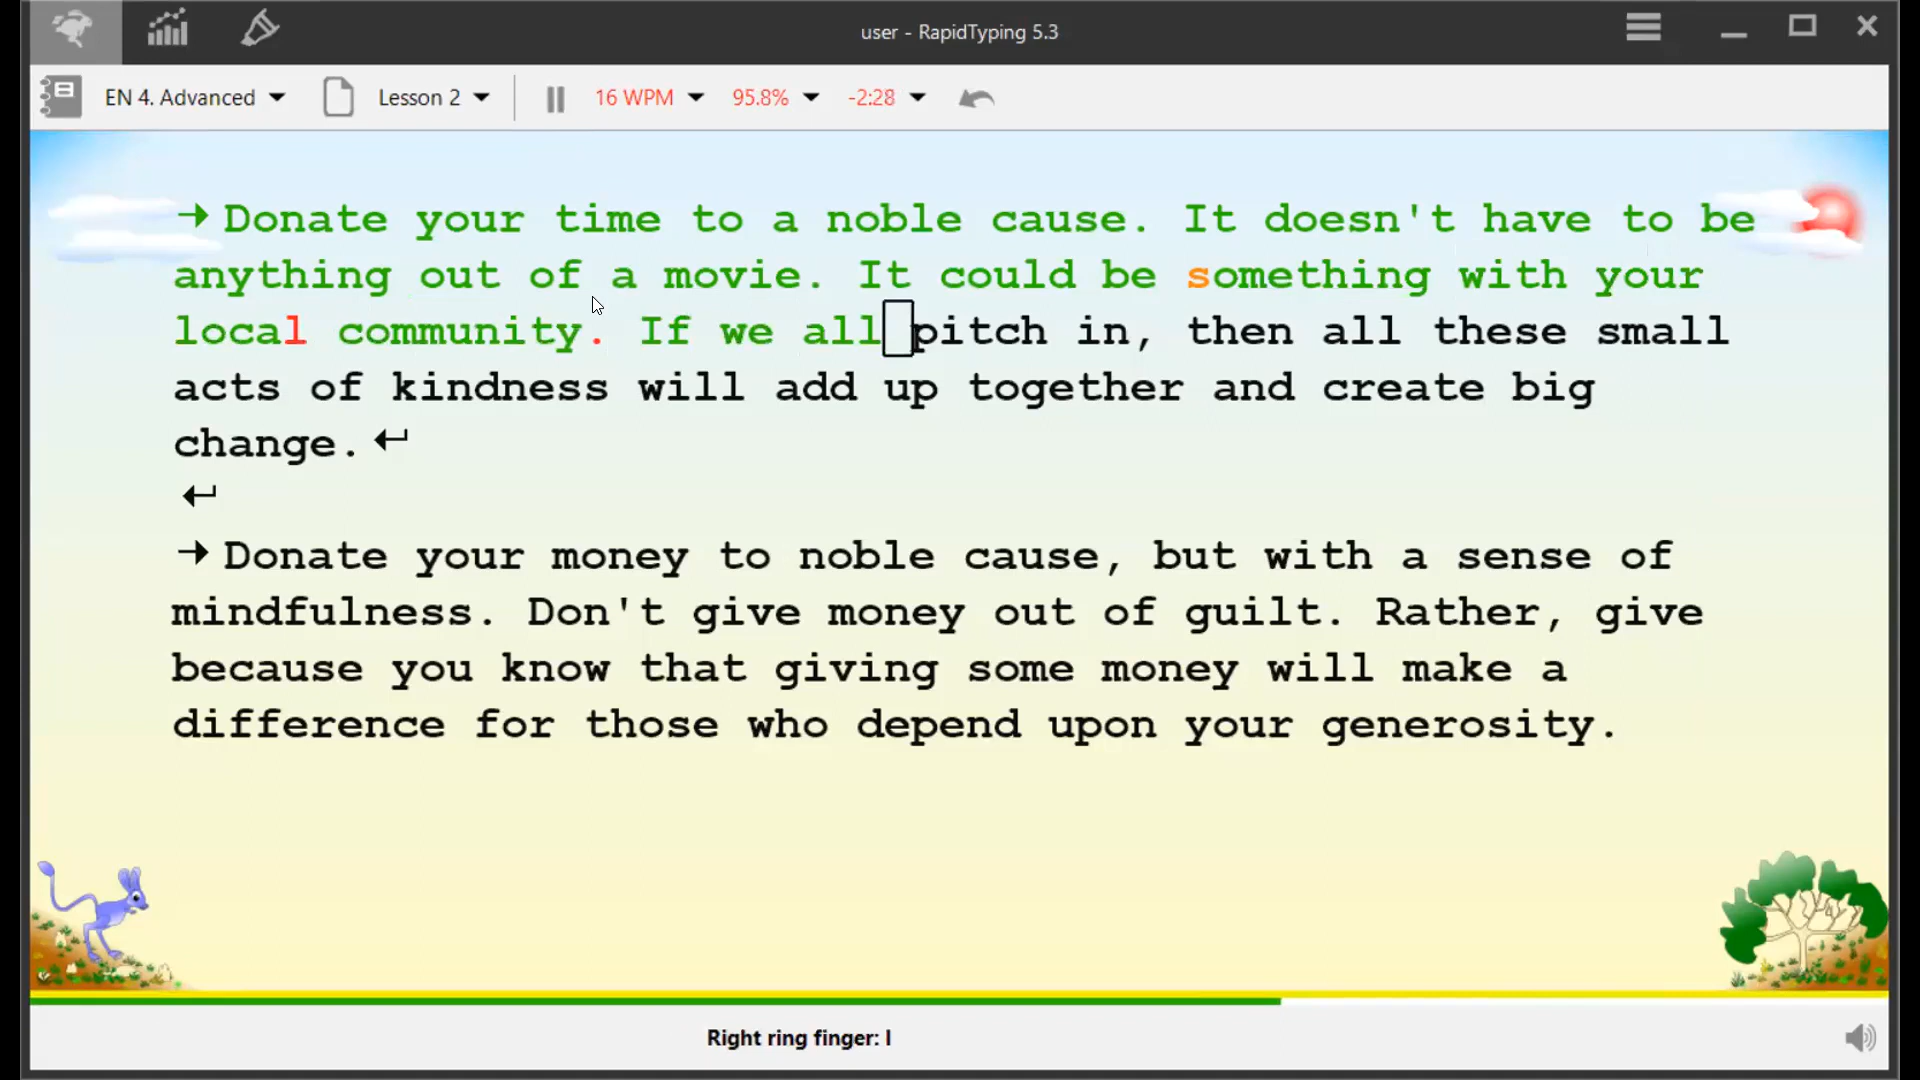 user - RapidTyping 5.3
EN 4. Advanced Lesson 2 16 WPM 95.8% -2:28
→ Donate your time to a noble cause. It doesn't have to be
anything out of a movie. It could be something with your
local community. If we all pitch in, then all these small
acts of kindness will add up together and create big
change. ↵
↵
→ Donate your money to noble cause, but with a sense of
mindfulness. Don't give money out of guilt. Rather, give
because you know that giving some money will make a
difference for those who depend upon your generosity.
Right ring finger: l